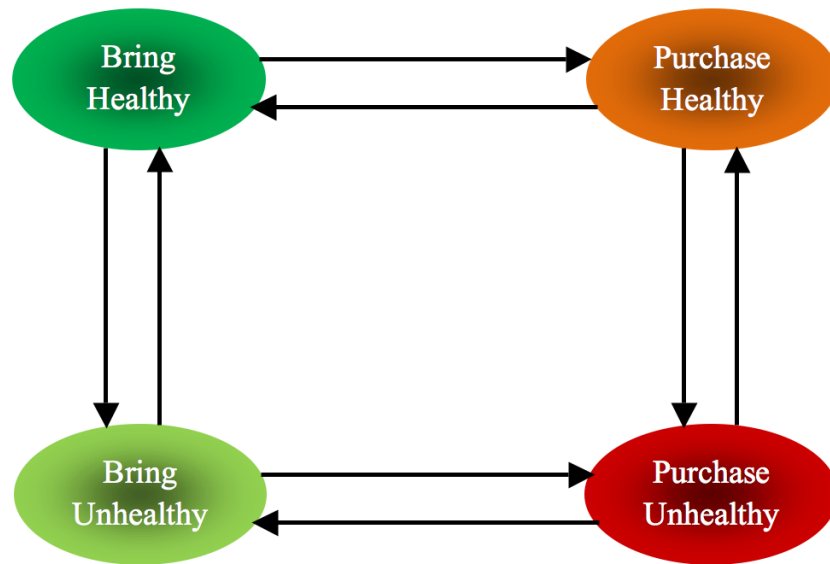 Bring
Healthy
Purchase
Healthy
Bring
Unhealthy
Purchase
Unhealthy